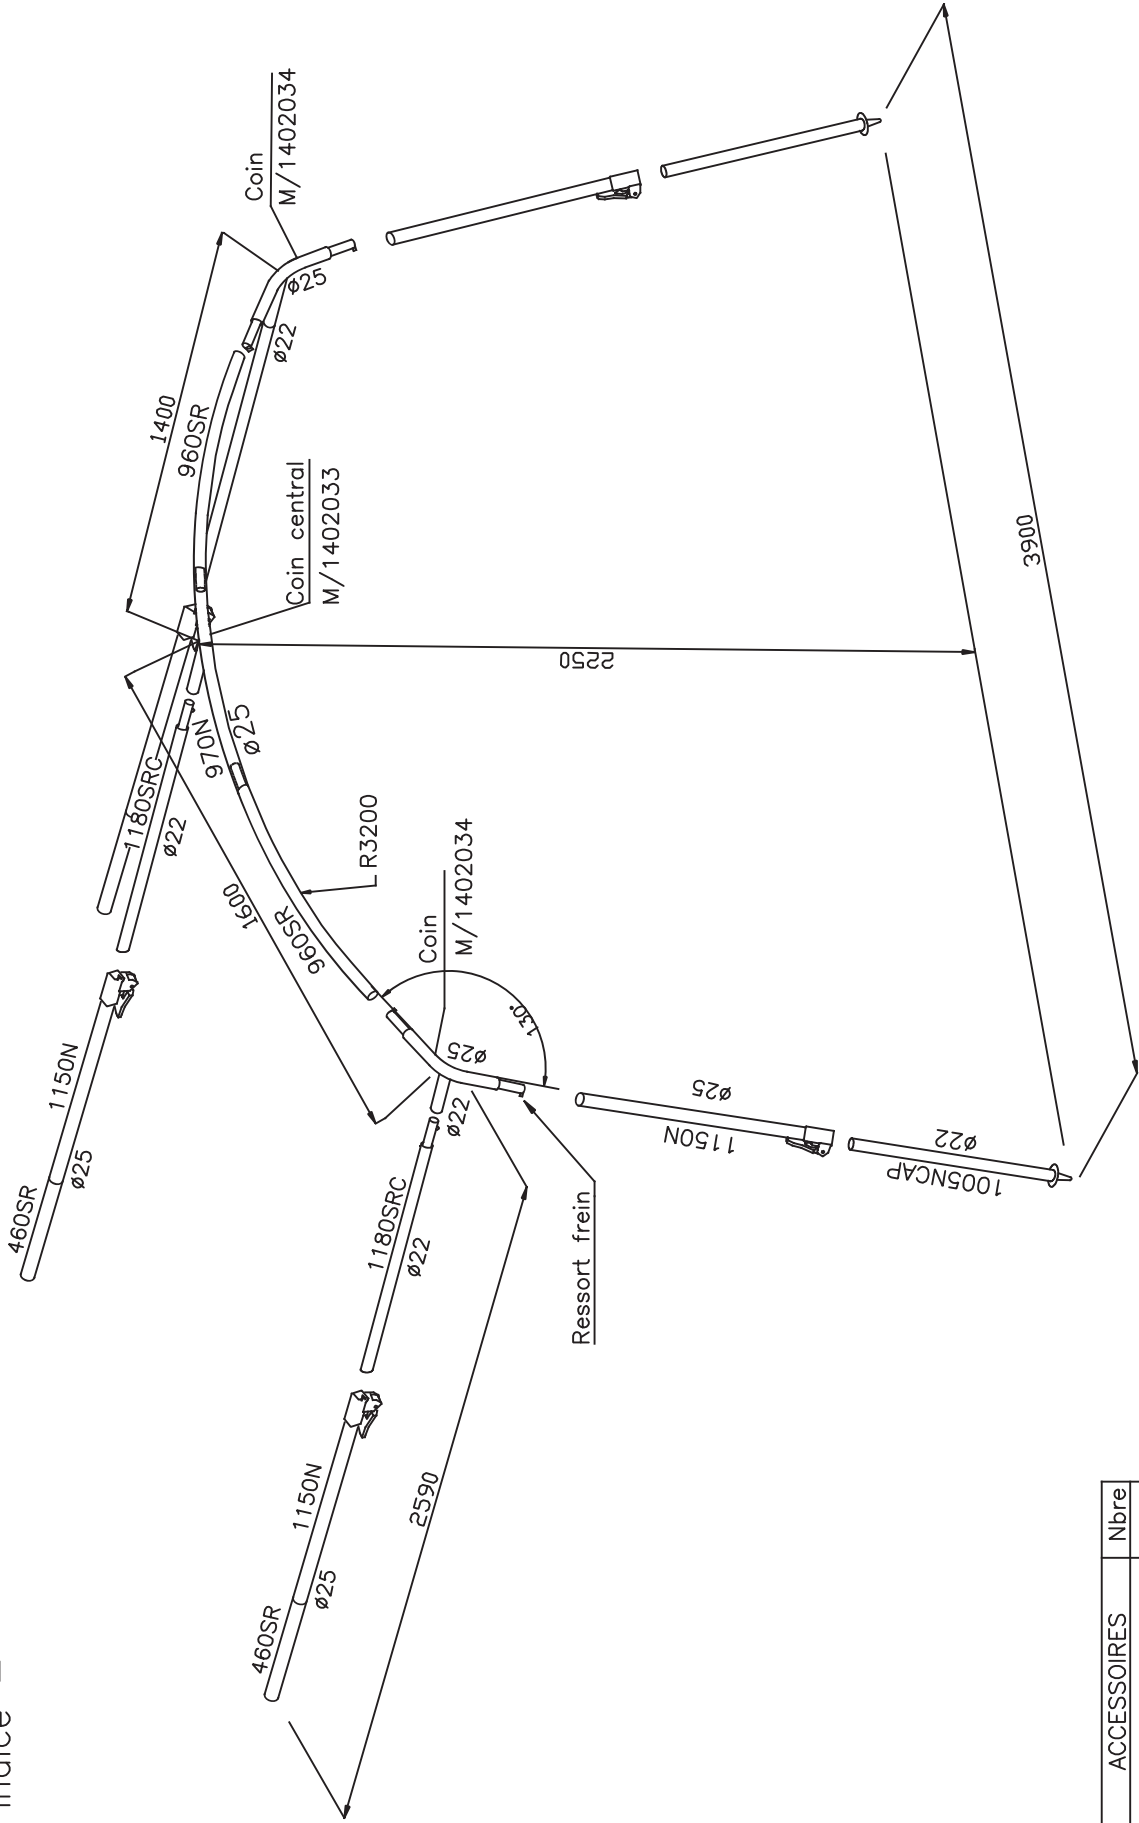 Indice
460SR
1150N
ø25
1180SRC
ø22
970N
ø25
1400
960SR
Coin
M/1402034
ø25
ø22
Coin central
M/1402033
1600
960SR
R3200
2250
3900
Coin
M/1402034
130°
ø25
ø22
460SR
1150N
ø25
1180SRC
ø22
2590
Ressort frein
ø25
1150N
ø22
1005NCAP
ACCESSOIRES
Nbre